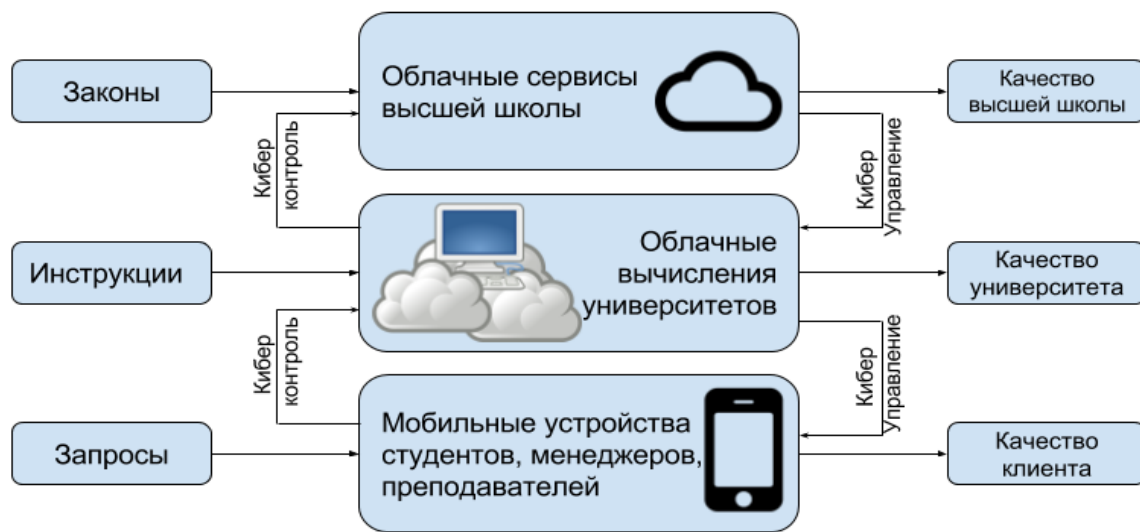 Законы
Облачные сервисы
высшей школы
Качество
высшей школы
Кибер
контроль
Кибер
Управление
Инструкции
Облачные
вычисления
университетов
Качество
университета
Кибер
контроль
Кибер
Управление
Запросы
Мобильные устройства
студентов, менеджеров,
преподавателей
Качество
клиента